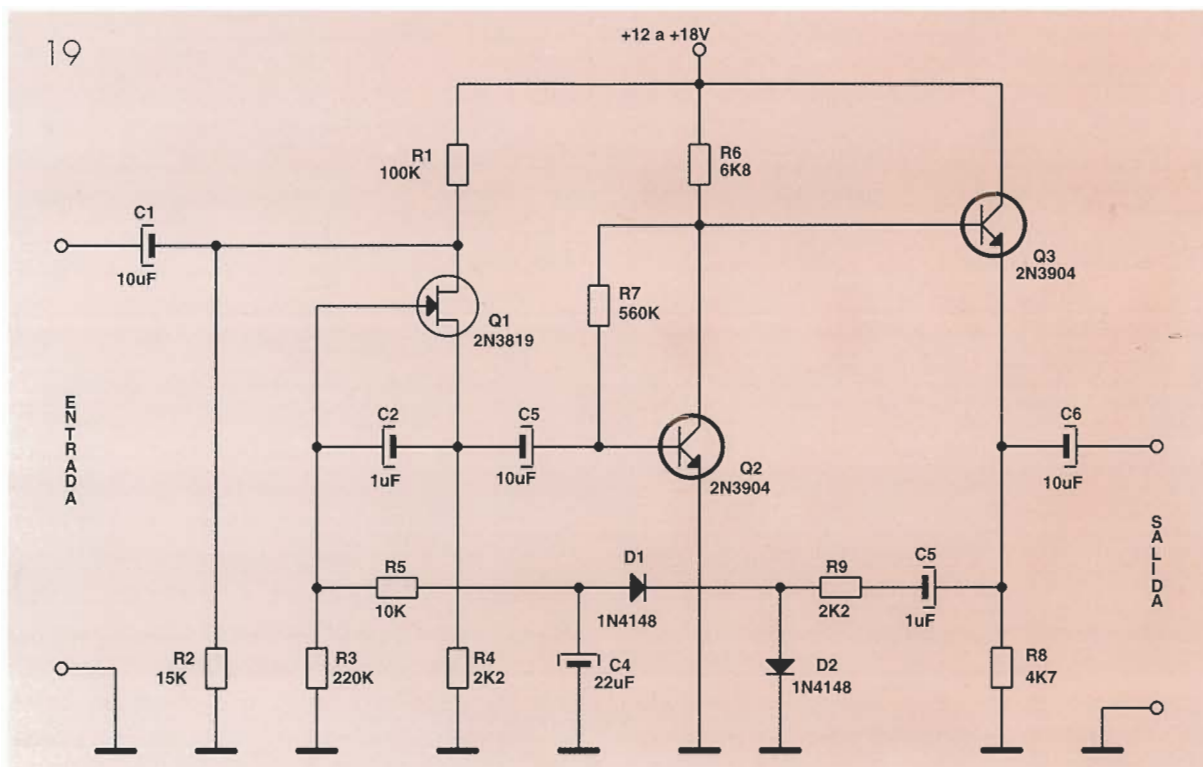 19
+12 a +18V
R1
100K
R6
6K8
C1
10uF
Q3
2N3904
R7
560K
Q1
2N3819
ENTRADA
C2
1uF
C5
10uF
Q2
2N3904
C6
10uF
SALIDA
R5
10K
D1
1N4148
R9
2K2
C5
1uF
R2
15K
R3
220K
R4
2K2
C4
22uF
D2
1N4148
R8
4K7